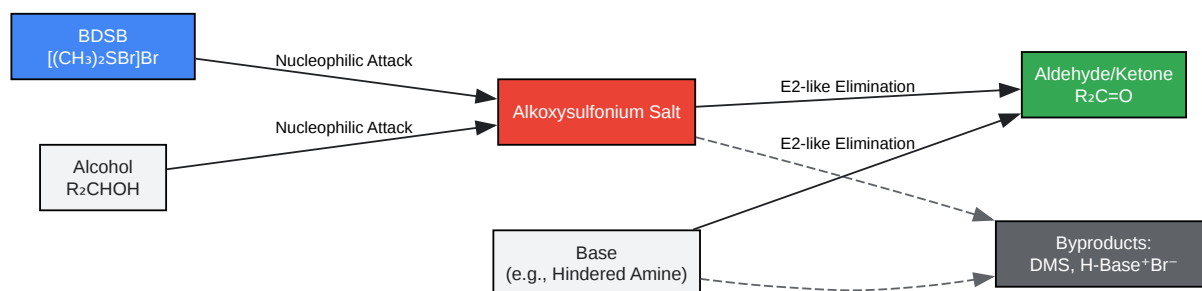 BDSB
[(CH₃)₂SBr]Br
Nucleophilic Attack
Nucleophilic Attack
Alcohol
R₂CHOH
Alkoxysulfonium Salt
E2-like Elimination
E2-like Elimination
Aldehyde/Ketone
R₂C=O
Base
(e.g., Hindered Amine)
Byproducts:
DMS, H-Base⁺Br⁻